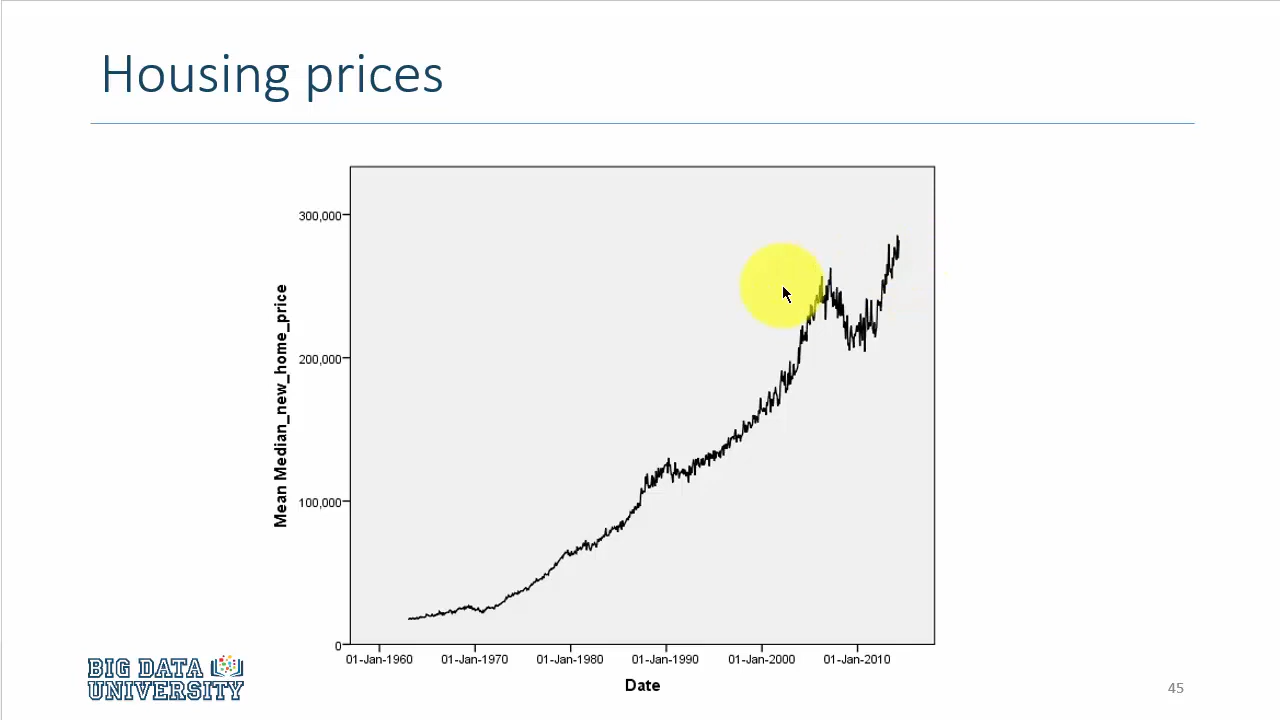 Housing prices
300,000
200,000
100,000
0
Mean Median_new_home_price
01-Jan-1960 01-Jan-1970 01-Jan-1980 01-Jan-1990 01-Jan-2000 01-Jan-2010
Date
BIG DATA
UNIVERSITY
45